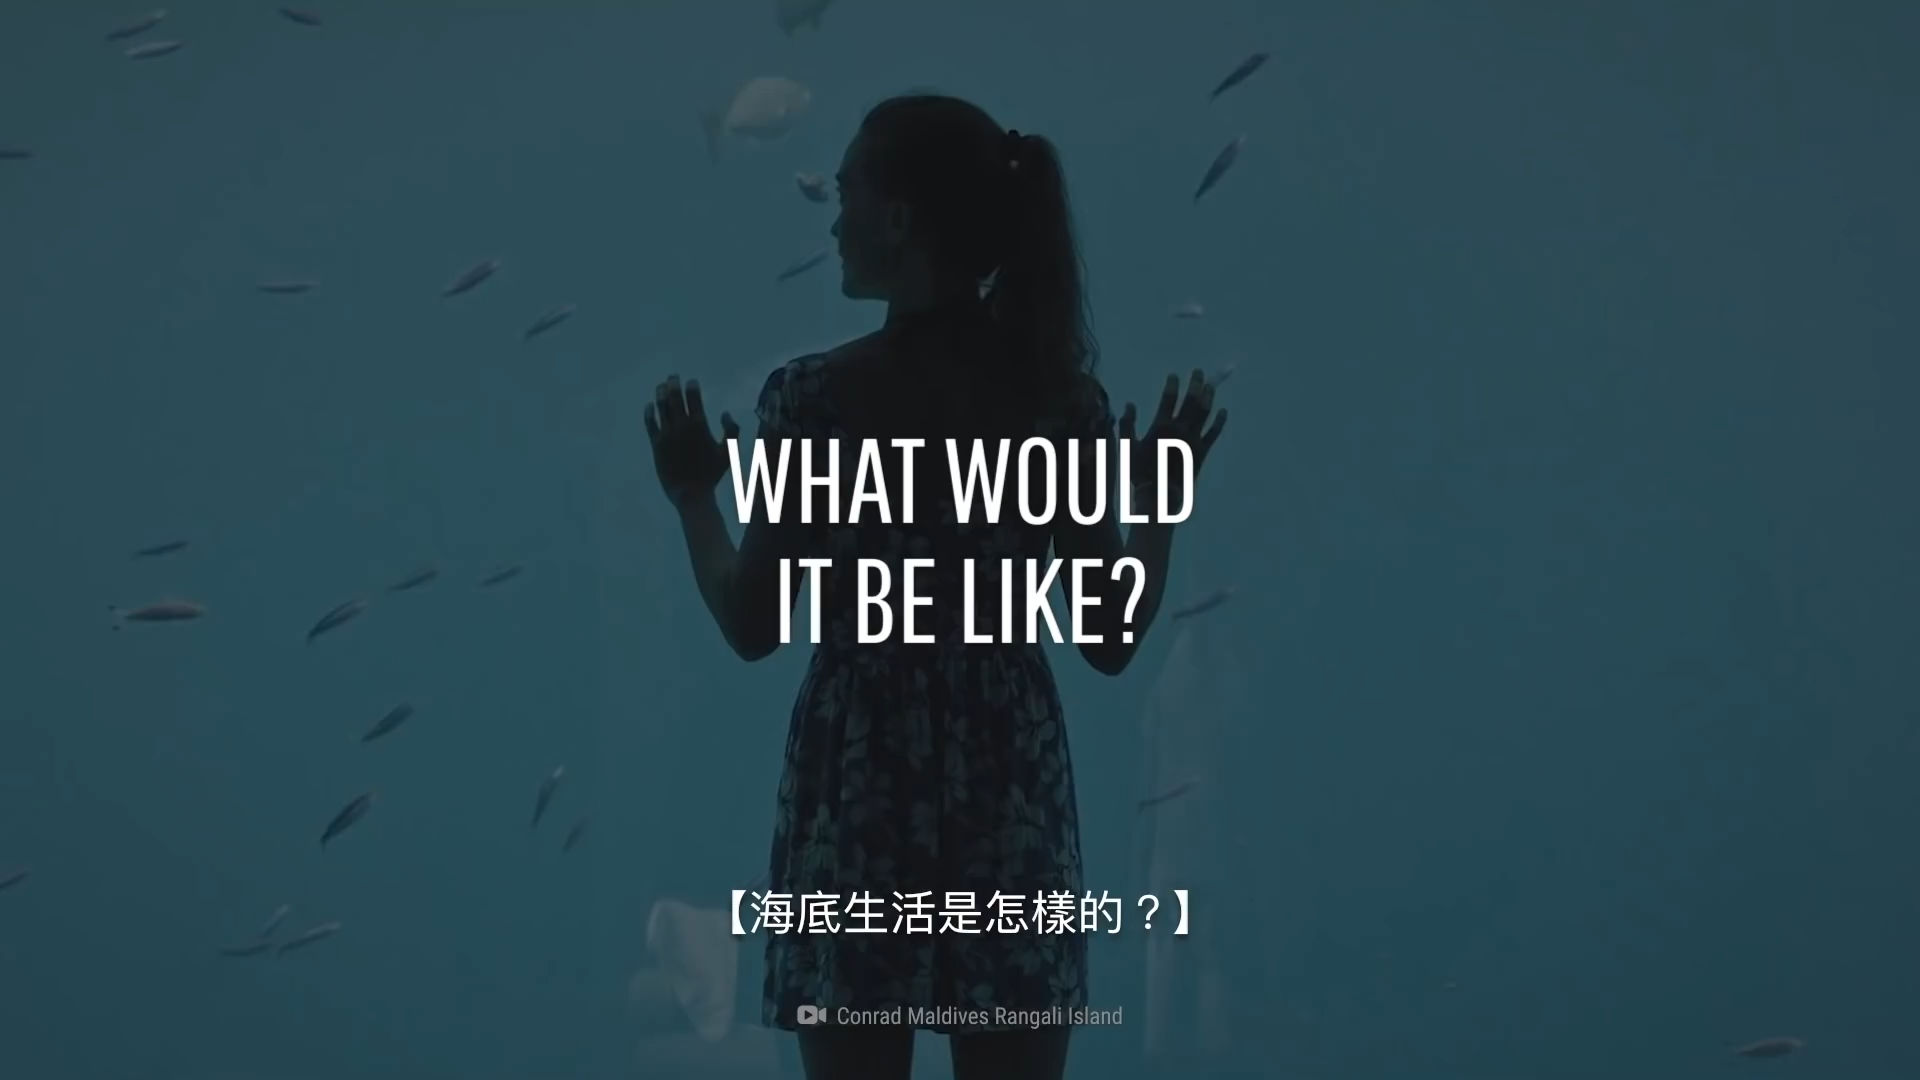 WHAT WOULD
IT BE LIKE?
【海底生活是怎樣的？】
Conrad Maldives Rangali Island